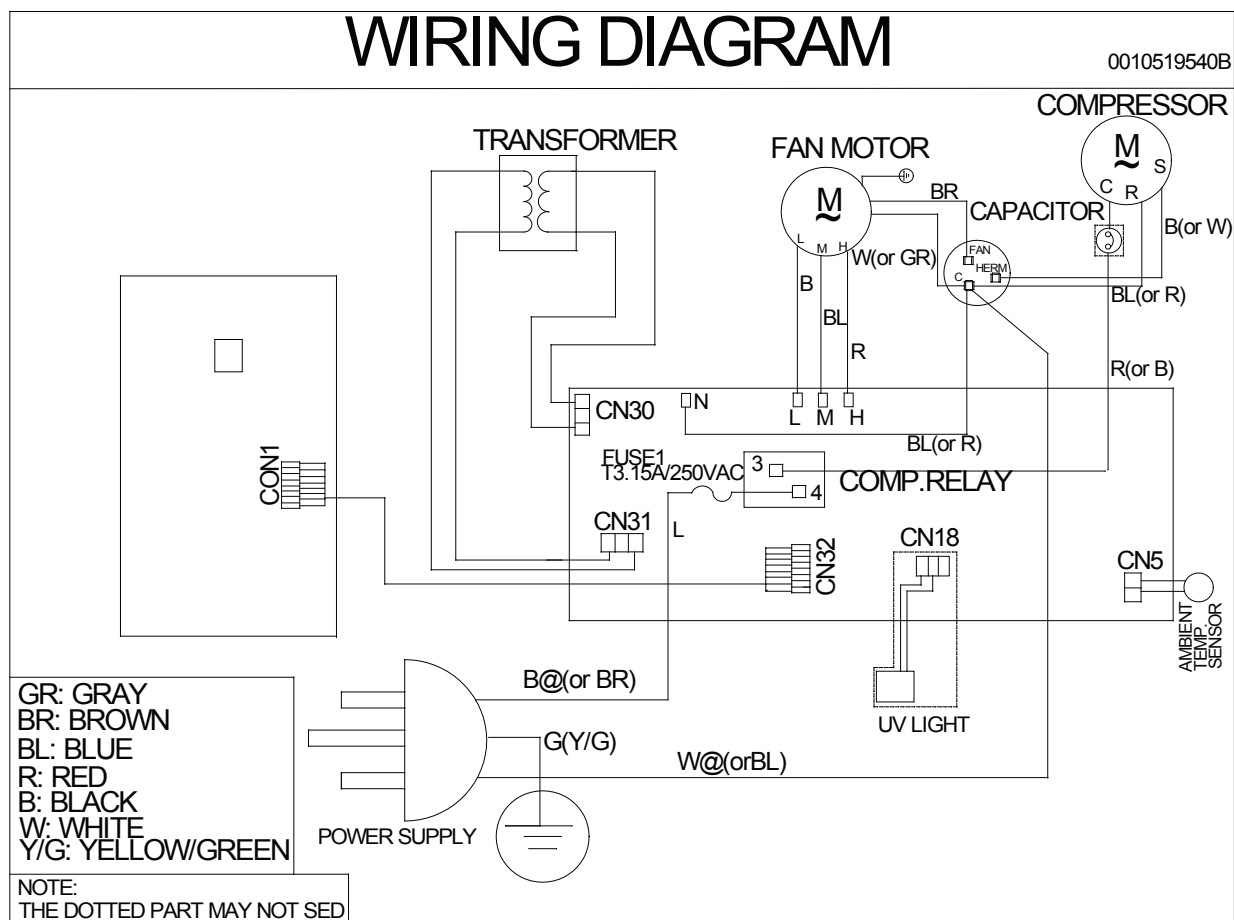 WIRING DIAGRAM
0010519540B
COMPRESSOR
TRANSFORMER
FAN MOTOR
M
~
S
C
R
BR
CAPACITOR
M
~
B(or W)
L
M
H
W(or GR)
FAN
HERM
C
B
BL(or R)
BL
R
R(or B)
CN30
N
L
M
H
BL(or R)
FUSE1
T3.15A/250VAC
3
COMP.RELAY
4
CON1
CN31
L
CN32
CN18
CN5
AMBIENT
TEMP.
SENSOR
B@(or BR)
UV LIGHT
G(Y/G)
W@(orBL)
POWER SUPPLY
GR: GRAY
BR: BROWN
BL: BLUE
R: RED
B: BLACK
W: WHITE
Y/G: YELLOW/GREEN
NOTE:
THE DOTTED PART MAY NOT SED